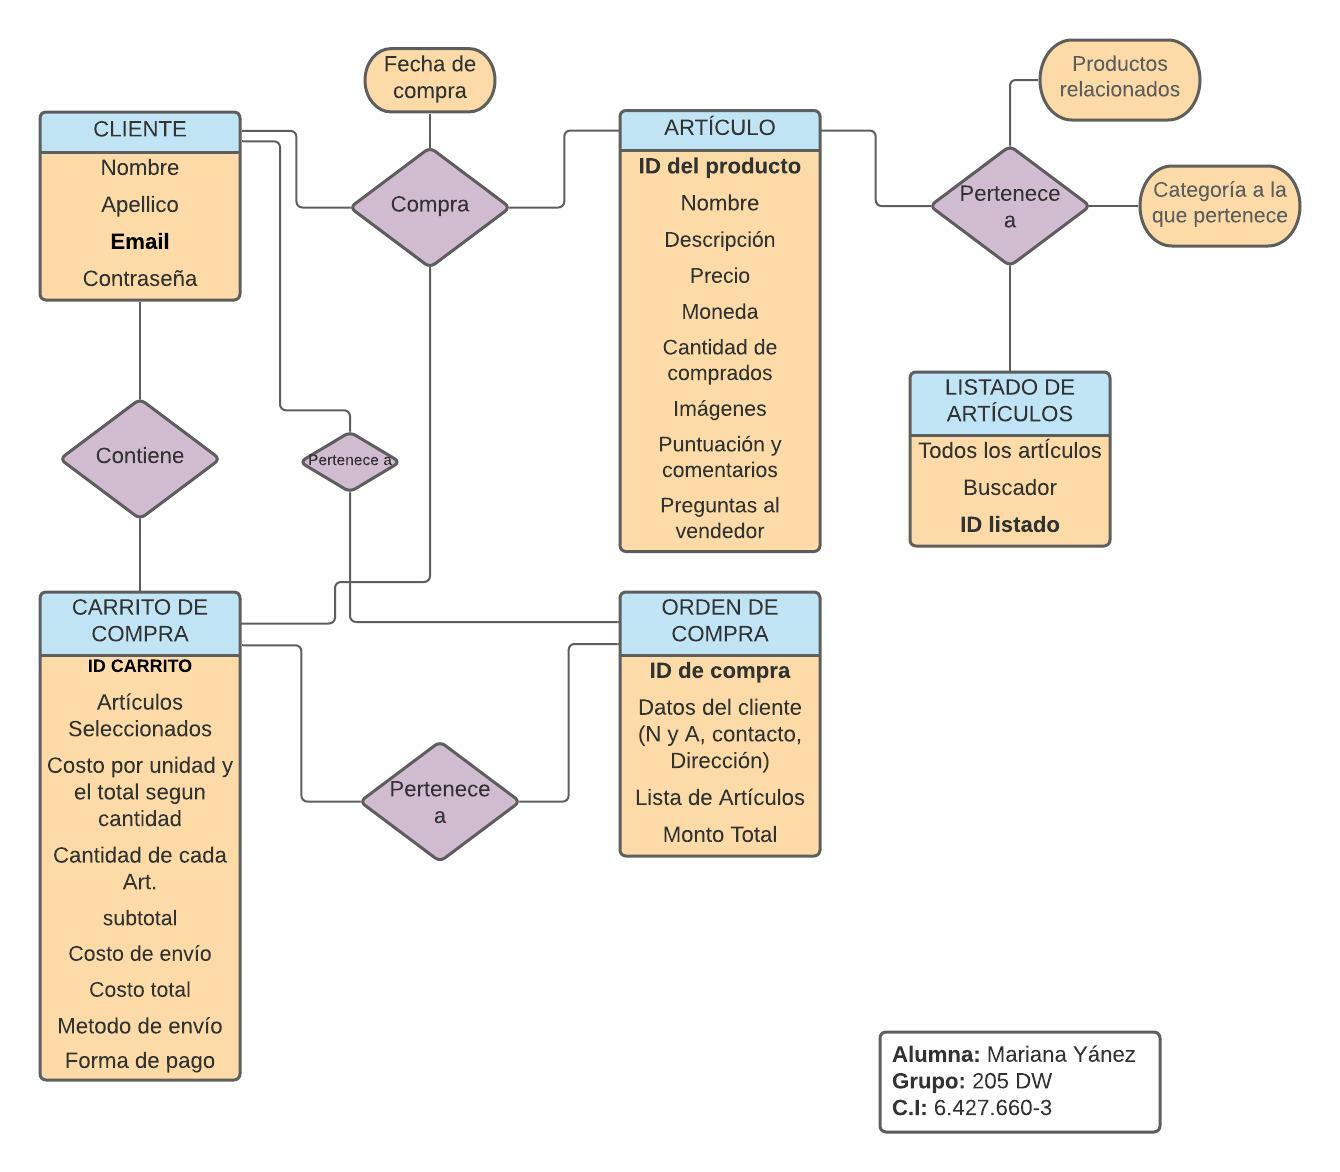 Fecha de
compra
Productos
relacionados
CLIENTE
Nombre
Apellico
Email
Contraseña
Compra
ARTÍCULO
ID del producto
Nombre
Descripción
Precio
Moneda
Cantidad de
comprados
Imágenes
Puntuación y
comentarios
Preguntas al
vendedor
Pertenece
a
Categoría a la
que pertenece
LISTADO DE
ARTÍCULOS
Todos los artÍculos
Buscador
ID listado
Contiene
Pertenece a
CARRITO DE
COMPRA
ID CARRITO
Artículos
Seleccionados
Costo por unidad y
el total segun
cantidad
Cantidad de cada
Art.
subtotal
Costo de envío
Costo total
Metodo de envío
Forma de pago
Pertenece
a
ORDEN DE
COMPRA
ID de compra
Datos del cliente
(N y A, contacto,
Dirección)
Lista de Artículos
Monto Total
Alumna: Mariana Yánez
Grupo: 205 DW
C.I: 6.427.660-3